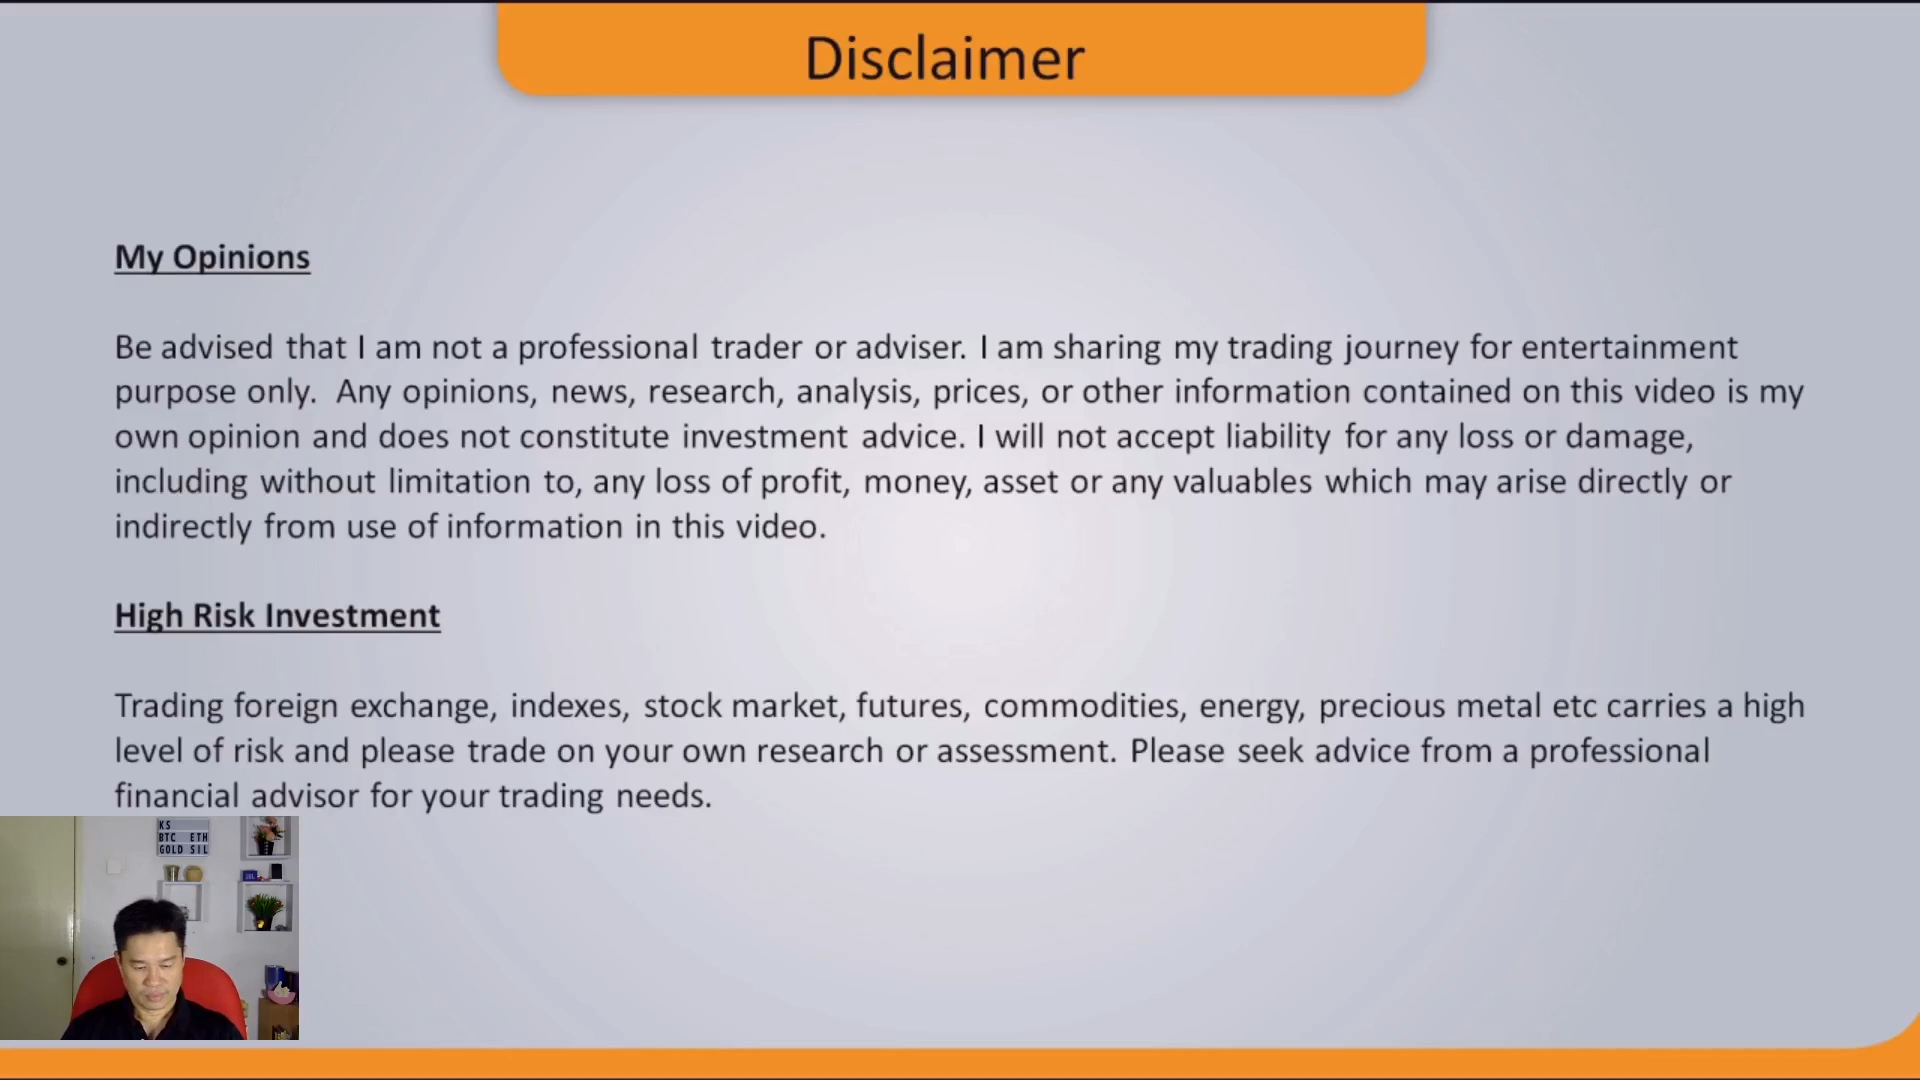 Disclaimer
My Opinions
Be advised that I am not a professional trader or adviser. I am sharing my trading journey for entertainment
purpose only. Any opinions, news, research, analysis, prices, or other information contained on this video is my
own opinion and does not constitute investment advice. I will not accept liability for any loss or damage,
including without limitation to, any loss of profit, money, asset or any valuables which may arise directly or
indirectly from use of information in this video.
High Risk Investment
Trading foreign exchange, indexes, stock market, futures, commodities, energy, precious metal etc carries a high
level of risk and please trade on your own research or assessment. Please seek advice from a professional
financial advisor for your trading needs.
KS
BTC ETH
GOLD SIL